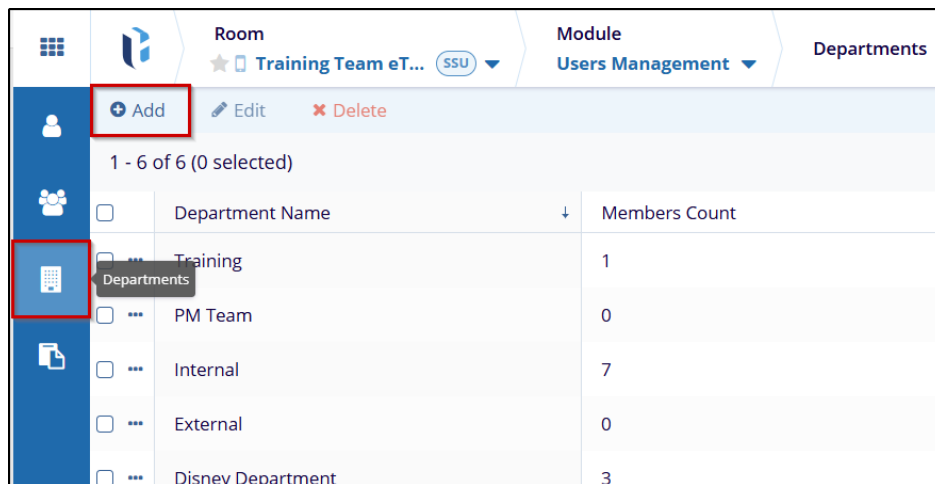 Room
Training Team eT... SSU
Module
Users Management
Departments
Add Edit Delete
1 - 6 of 6 (0 selected)
Department Name ↓ Members Count
Training 1
Departments
PM Team 0
Internal 7
External 0
Disney Department 3